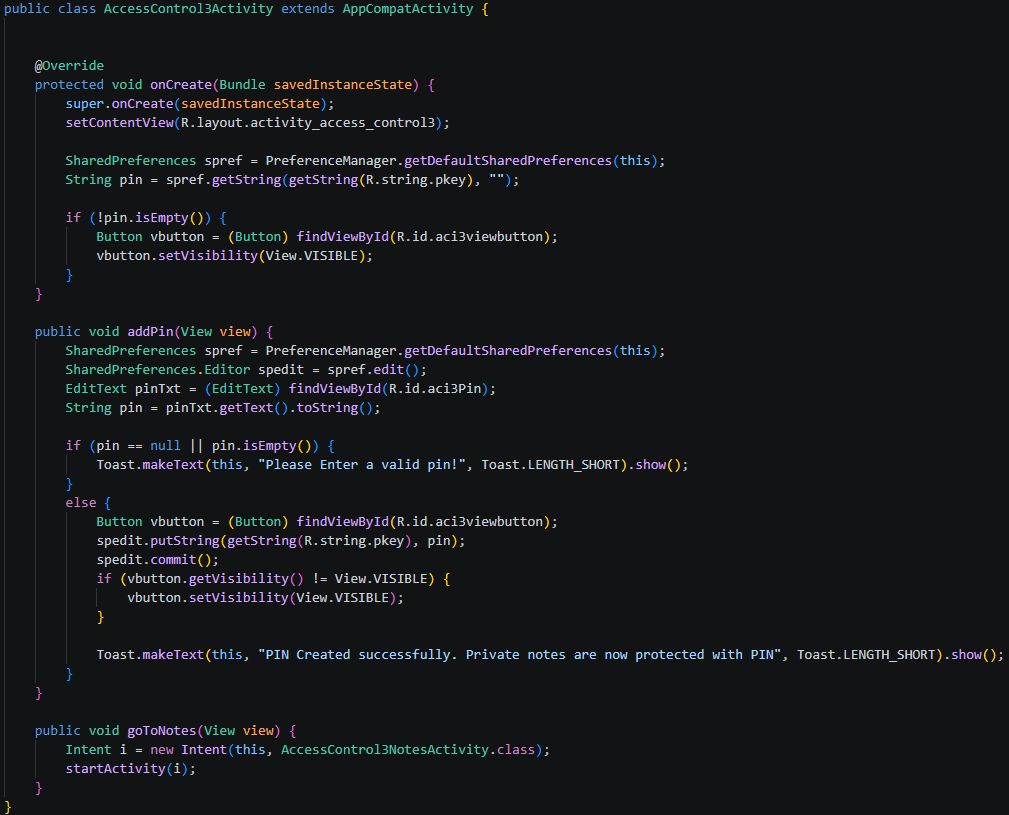 public class AccessControl3Activity extends AppCompatActivity {
@Override
protected void onCreate(Bundle savedInstanceState) {
super.onCreate(savedInstanceState);
setContentView(R.layout.activity_access_control3);
SharedPreferences spref = PreferenceManager.getDefaultSharedPreferences(this);
String pin = spref.getString(getString(R.string.pkey), "");
if (!pin.isEmpty()) {
Button vbutton = (Button) findViewById(R.id.aci3viewbutton);
vbutton.setVisibility(View.VISIBLE);
}
}
public void addPin(View view) {
SharedPreferences spref = PreferenceManager.getDefaultSharedPreferences(this);
SharedPreferences.Editor spedit = spref.edit();
EditText pinTxt = (EditText) findViewById(R.id.aci3Pin);
String pin = pinTxt.getText().toString();
if (pin == null || pin.isEmpty()) {
Toast.makeText(this, "Please Enter a valid pin!", Toast.LENGTH_SHORT).show();
}
else {
Button vbutton = (Button) findViewById(R.id.aci3viewbutton);
spedit.putString(getString(R.string.pkey), pin);
spedit.commit();
if (vbutton.getVisibility() != View.VISIBLE) {
vbutton.setVisibility(View.VISIBLE);
}
Toast.makeText(this, "PIN Created successfully. Private notes are now protected with PIN", Toast.LENGTH_SHORT).show();
}
}
public void goToNotes(View view) {
Intent i = new Intent(this, AccessControl3NotesActivity.class);
startActivity(i);
}
}